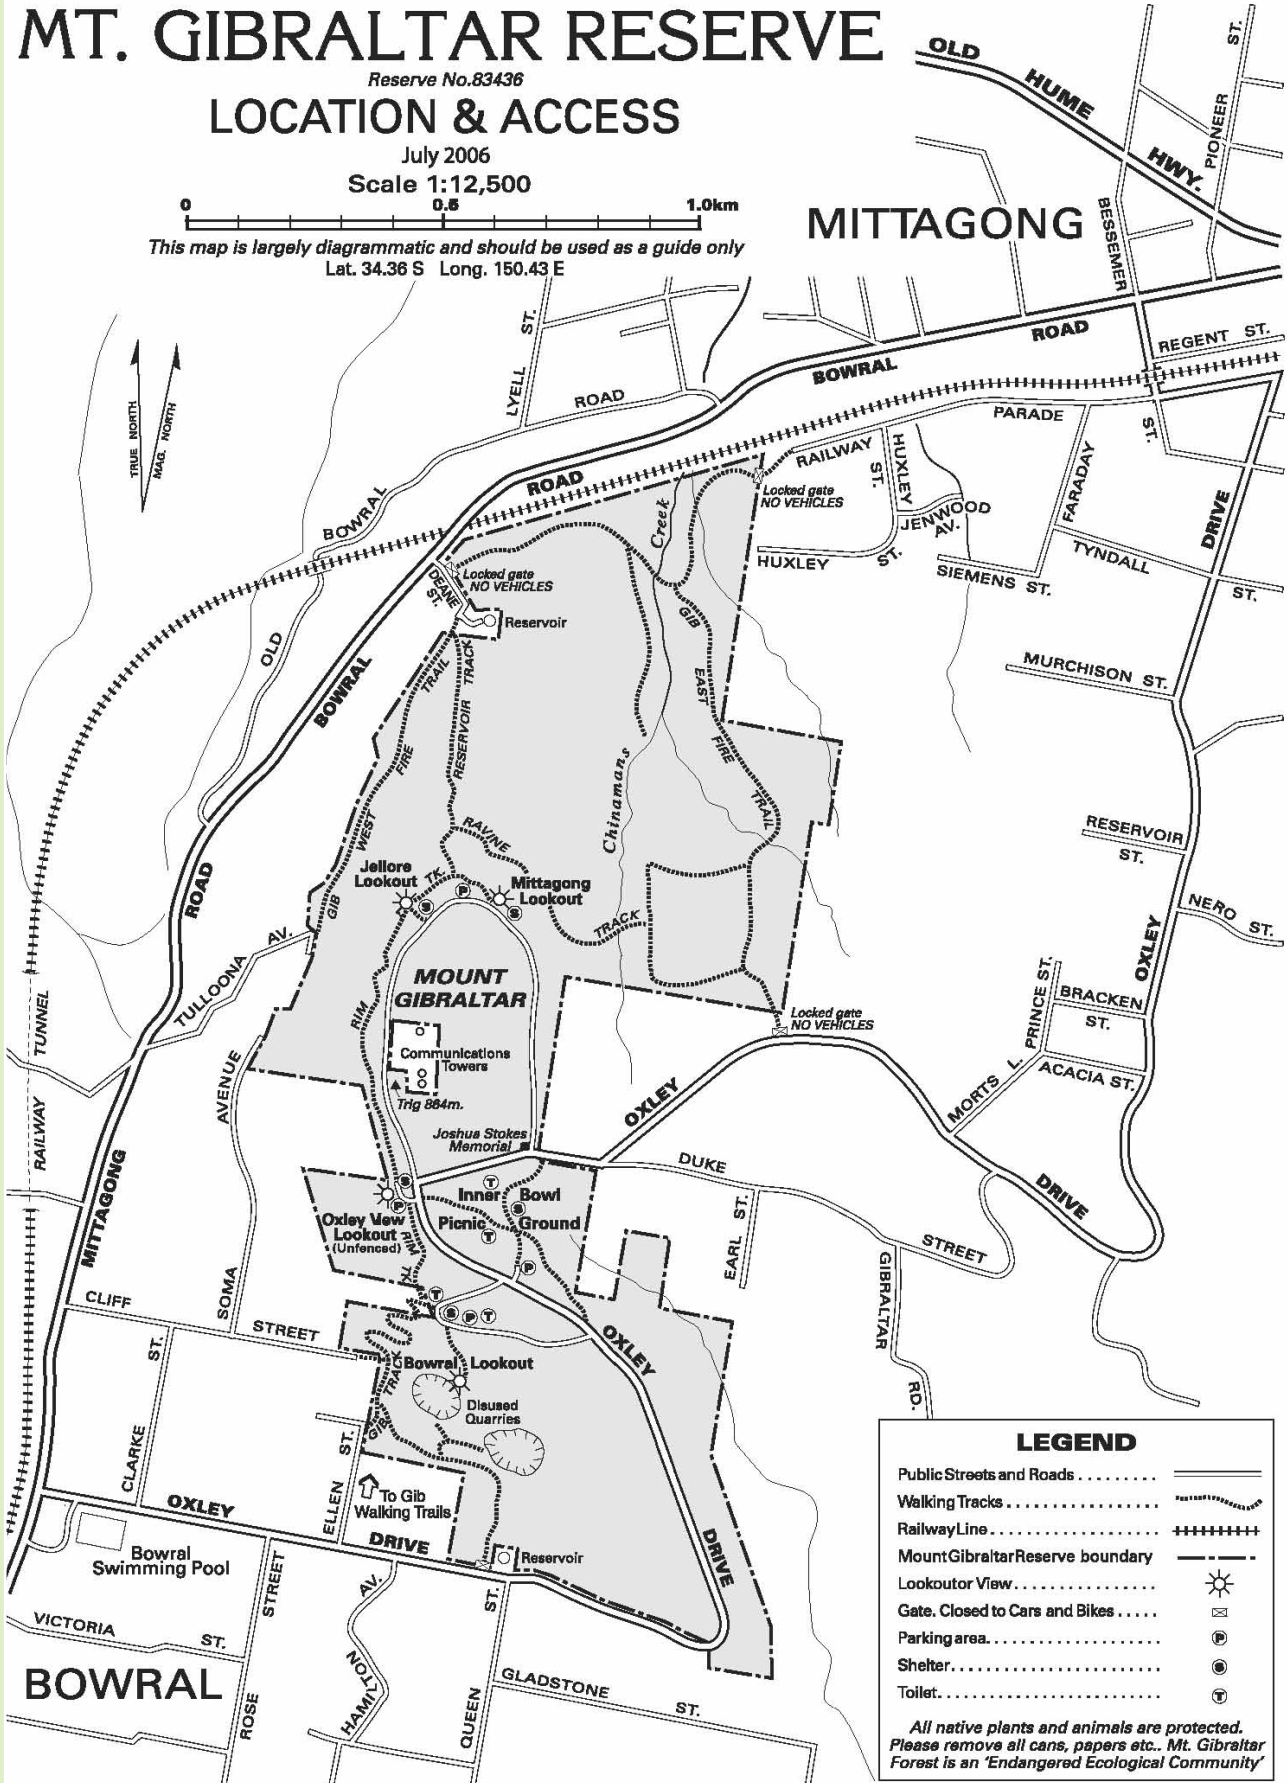 MT. GIBRALTAR RESERVE
Reserve No.83436
LOCATION & ACCESS
July 2006
Scale 1:12,500
0 0.5 1.0km
This map is largely diagrammatic and should be used as a guide only
Lat. 34.36 S Long. 150.43 E
OLD HUME HWY.
PIONEER ST.
MITTAGONG
BESSEMER ST.
TRUE NORTH
MAG. NORTH
LYELL ST.
OLD BOWRAL ROAD
BOWRAL ROAD
REGENT ST.
RAILWAY PARADE
HUXLEY ST.
JENWOOD AV.
FARADAY
DRIVE
Locked gate
NO VEHICLES
HUXLEY ST.
SIEMENS ST.
TYNDALL ST.
Creek
ROAD
Locked gate
NO VEHICLES
DEANE ST.
Reservoir
MURCHISON ST.
BOWRAL
GIB EAST FIRE TRAIL
GIB WEST FIRE TRAIL
RESERVOIR TRACK
Chinamans
RESERVOIR ST.
RAVINE
TK.
TRACK
Jellore
Lookout
P
S
Mittagong
Lookout
S
NERO ST.
OXLEY
ROAD
TULLOONA AV.
RAILWAY TUNNEL
RIM
MOUNT
GIBRALTAR
PRINCE ST.
BRACKEN ST.
Locked gate
NO VEHICLES
Communications
Towers
Trig 864m.
ACACIA ST.
MORTS L.
OXLEY
RAILWAY
AVENUE
SOMA
Joshua Stokes
Memorial
DUKE STREET
DRIVE
MITTAGONG
S
P
T
Inner Bowl
S
Picnic Ground
T
P
Oxley View
Lookout
(Unfenced)
RIM TK
EARL ST.
GIBRALTAR RD.
T
S P T
CLIFF STREET
OXLEY
Bowral Lookout
GIB TRACK
Disused
Quarries
CLARKE ST.
ELLEN ST.
To Gib
Walking Trails
OXLEY DRIVE
DRIVE
Reservoir
Bowral
Swimming Pool
ROSE STREET
HAMILTON AV.
QUEEN ST.
VICTORIA ST.
BOWRAL
GLADSTONE ST.
LEGEND
Public Streets and Roads
Walking Tracks
Railway Line
Mount Gibraltar Reserve boundary
Lookout or View
Gate. Closed to Cars and Bikes
Parking area P
Shelter S
Toilet T
All native plants and animals are protected.
Please remove all cans, papers etc.. Mt. Gibraltar
Forest is an 'Endangered Ecological Community'